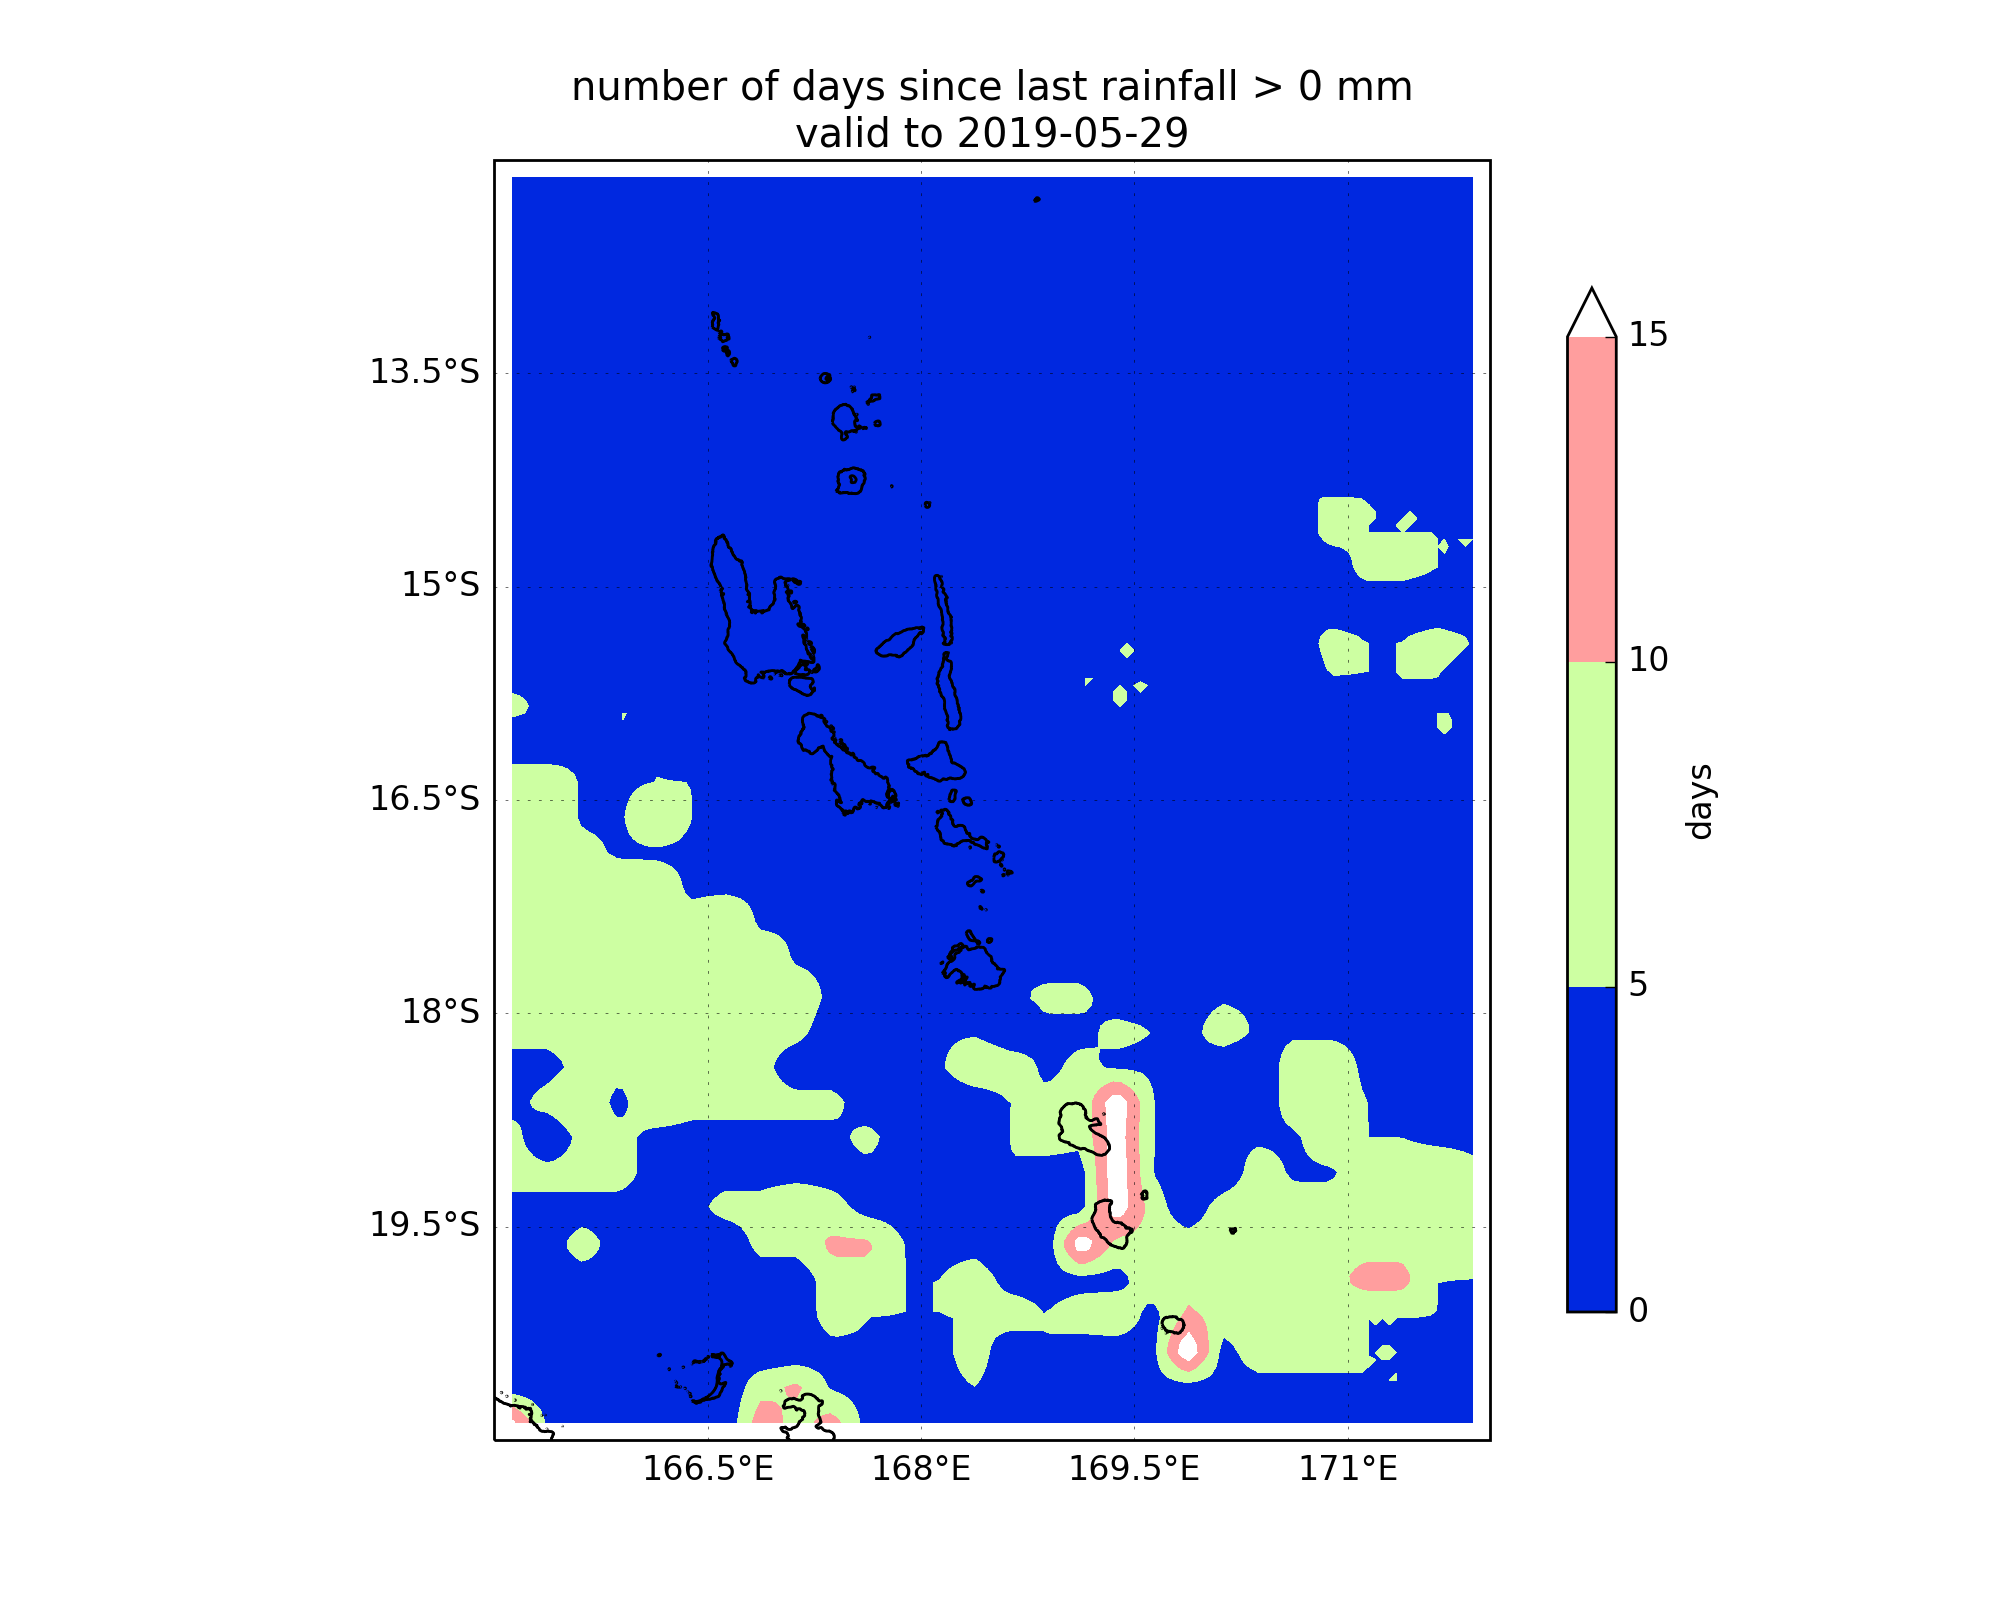 number of days since last rainfall > 0 mm
valid to 2019-05-29
13.5°S
15°S
16.5°S
18°S
19.5°S
166.5°E
168°E
169.5°E
171°E
15
10
5
0
days